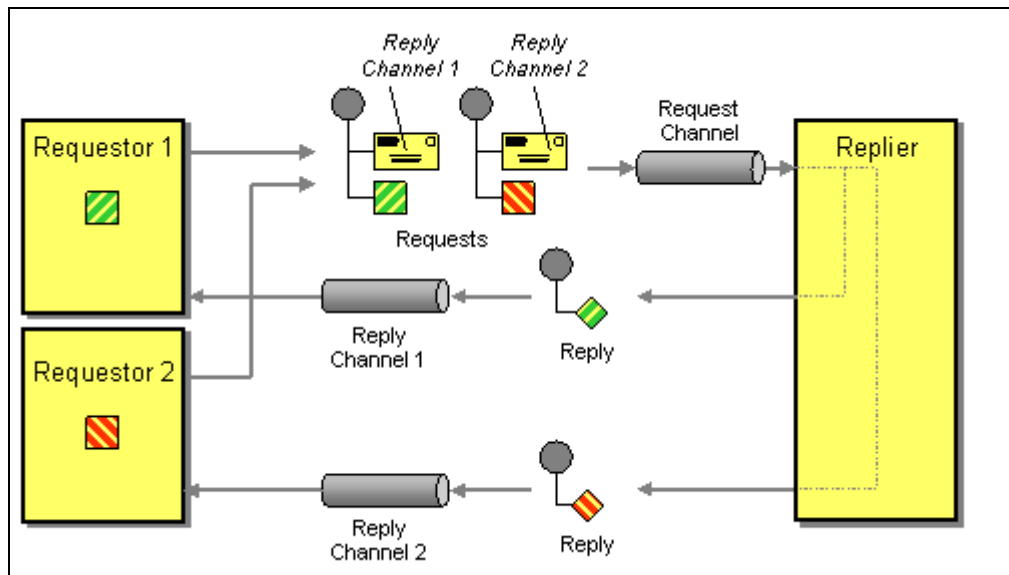 Reply
Channel 1
Reply
Channel 2
Request
Channel
Requestor 1
Replier
Requests
Reply
Channel 1
Reply
Requestor 2
Reply
Channel 2
Reply